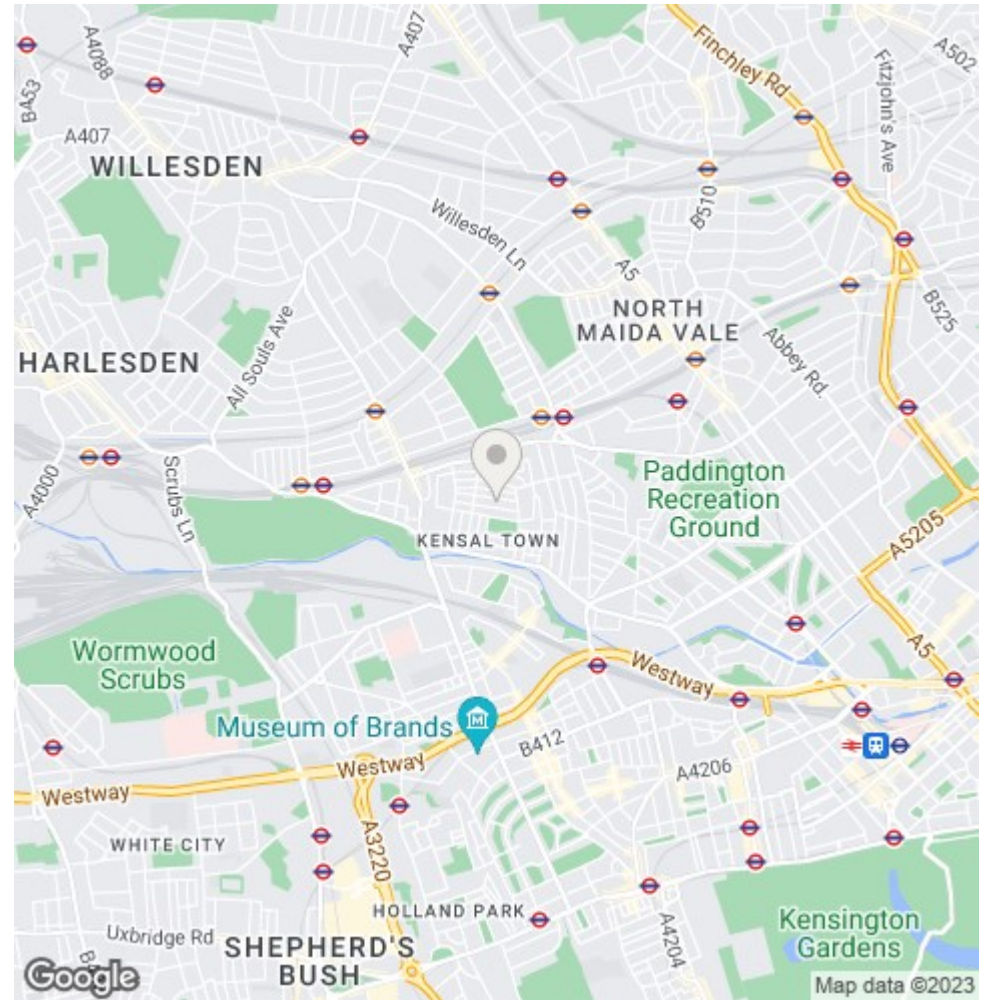 A4088
A407
Finchley Rd
A502
Fitzjohn's Ave
B453
A407
WILLESDEN
B510
Willesden Ln
A5
B525
NORTH
MAIDA VALE
Abbey Rd.
HARLESDEN
All Souls Ave
A4000
Scrubs Ln
Paddington
Recreation
Ground
KENSAL TOWN
A5205
Wormwood
Scrubs
A5
Westway
Museum of Brands
B412
A4206
Westway
Westway
A3220
WHITE CITY
HOLLAND PARK
A4204
Kensington
Gardens
Uxbridge Rd
SHEPHERD'S
BUSH
Google
Map data ©2023